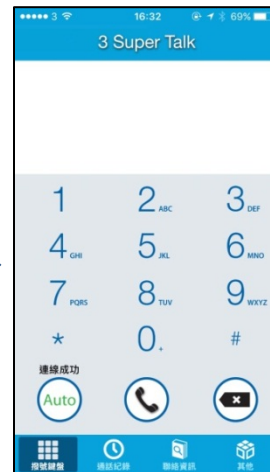 3 16:32 69%
3 Super Talk
1 2 ABC 3 DEF
4 GHI 5 JKL 6 MNO
7 PQRS 8 TUV 9 WXYZ
* 0 + #
連線成功
Auto
撥號鍵盤 通話紀錄 聯絡資訊 其他